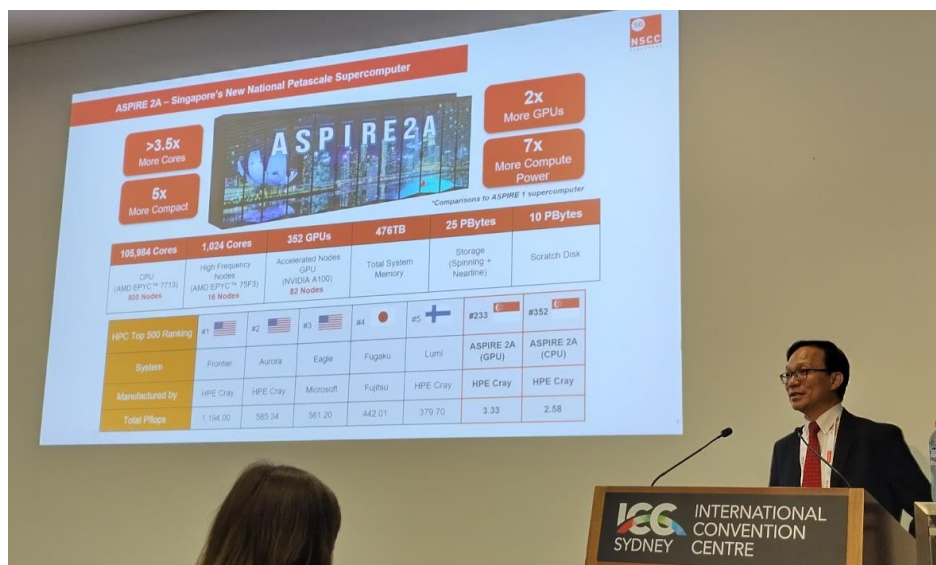 SG
NSCC
SINGAPORE
ASPIRE 2A – Singapore's New National Petascale Supercomputer
>3.5x
More Cores
5x
More Compact
ASPIRE2A
2x
More GPUs
7x
More Compute
Power
*Comparisons to ASPIRE 1 supercomputer
105,984 Cores 1,024 Cores 352 GPUs 476TB 25 PBytes 10 PBytes
CPU
(AMD EPYC™ 7713)
800 Nodes
High Frequency
Nodes
(AMD EPYC™ 75F3)
16 Nodes
Accelerated Nodes
GPU
(NVIDIA A100)
82 Nodes
Total System
Memory
Storage
(Spinning +
Nearline)
Scratch Disk
HPC Top 500 Ranking #1 #2 #3 #4 #5 #233 #352
System Frontier Aurora Eagle Fugaku Lumi ASPIRE 2A (GPU) ASPIRE 2A (CPU)
Manufactured by HPE Cray HPE Cray Microsoft Fujitsu HPE Cray HPE Cray HPE Cray
Total Pflops 1,194.00 585.34 561.20 442.01 379.70 3.33 2.58
ICC
SYDNEY
INTERNATIONAL
CONVENTION
CENTRE